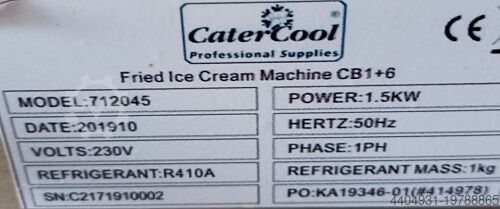 CaterCool
Professional Supplies
CE
Fried Ice Cream Machine CB1+6
MODEL:712045
POWER:1.5KW
DATE:201910
HERTZ:50Hz
VOLTS:230V
PHASE:1PH
REFRIGERANT:R410A
REFRIGERANT MASS:1kg
SN:C2171910002
PO:KA19346-01(#414978)
4404931-19788865